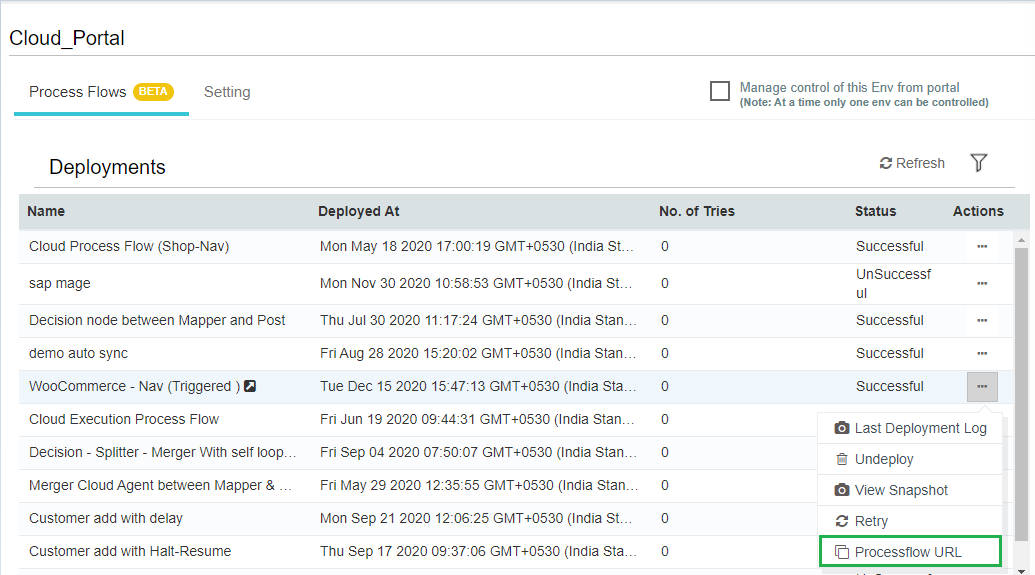 Cloud_Portal
Process Flows BETA Setting
Manage control of this Env from portal
(Note: At a time only one env can be controlled)
Deployments
Refresh
Name Deployed At No. of Tries Status Actions
Cloud Process Flow (Shop-Nav) Mon May 18 2020 17:00:19 GMT+0530 (India St... 0 Successful ...
sap mage Mon Nov 30 2020 10:58:53 GMT+0530 (India St... 0 UnSuccessf
ul ...
Decision node between Mapper and Post Thu Jul 30 2020 11:17:24 GMT+0530 (India Stan... 0 Successful ...
demo auto sync Fri Aug 28 2020 15:20:02 GMT+0530 (India Stan... 0 Successful ...
WooCommerce - Nav (Triggered ) Tue Dec 15 2020 15:47:13 GMT+0530 (India Sta... 0 Successful ...
Cloud Execution Process Flow Fri Jun 19 2020 09:44:31 GMT+0530 (India Stan... 0
Last Deployment Log
Decision - Splitter - Merger With self loop... Fri Sep 04 2020 07:50:07 GMT+0530 (India Stan... 0
Undeploy
Merger Cloud Agent between Mapper & ... Fri May 29 2020 12:35:55 GMT+0530 (India Stan... 0
View Snapshot
Customer add with delay Mon Sep 21 2020 12:06:25 GMT+0530 (India Stan... 0
Retry
Customer add with Halt-Resume Thu Sep 17 2020 09:37:06 GMT+0530 (India Stan... 0
Processflow URL